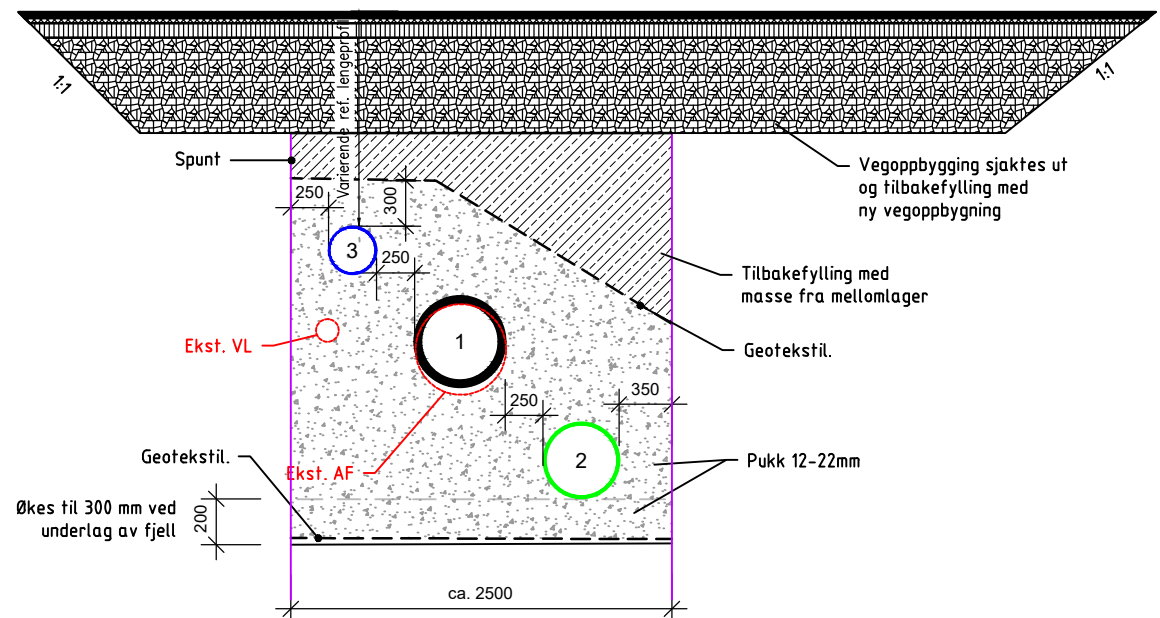 1:1
1:1
Varierende ref. lengeprofil
Spunt
Vegoppbygging sjaktes ut
og tilbakefylling med
ny vegoppbygning
250
300
3
250
Tilbakefylling med
masse fra mellomlager
Ekst. VL
1
Geotekstil.
350
250
Geotekstil.
Ekst. AF
2
Pukk 12-22mm
Økes til 300 mm ved
underlag av fjell
200
ca. 2500